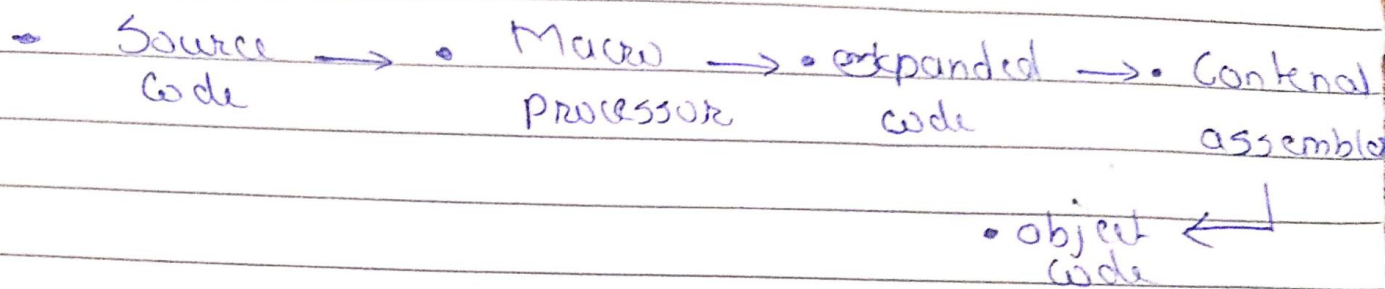 • Source → • Macro → • expanded → • Contenal
code processor code assemble
• object ←
code